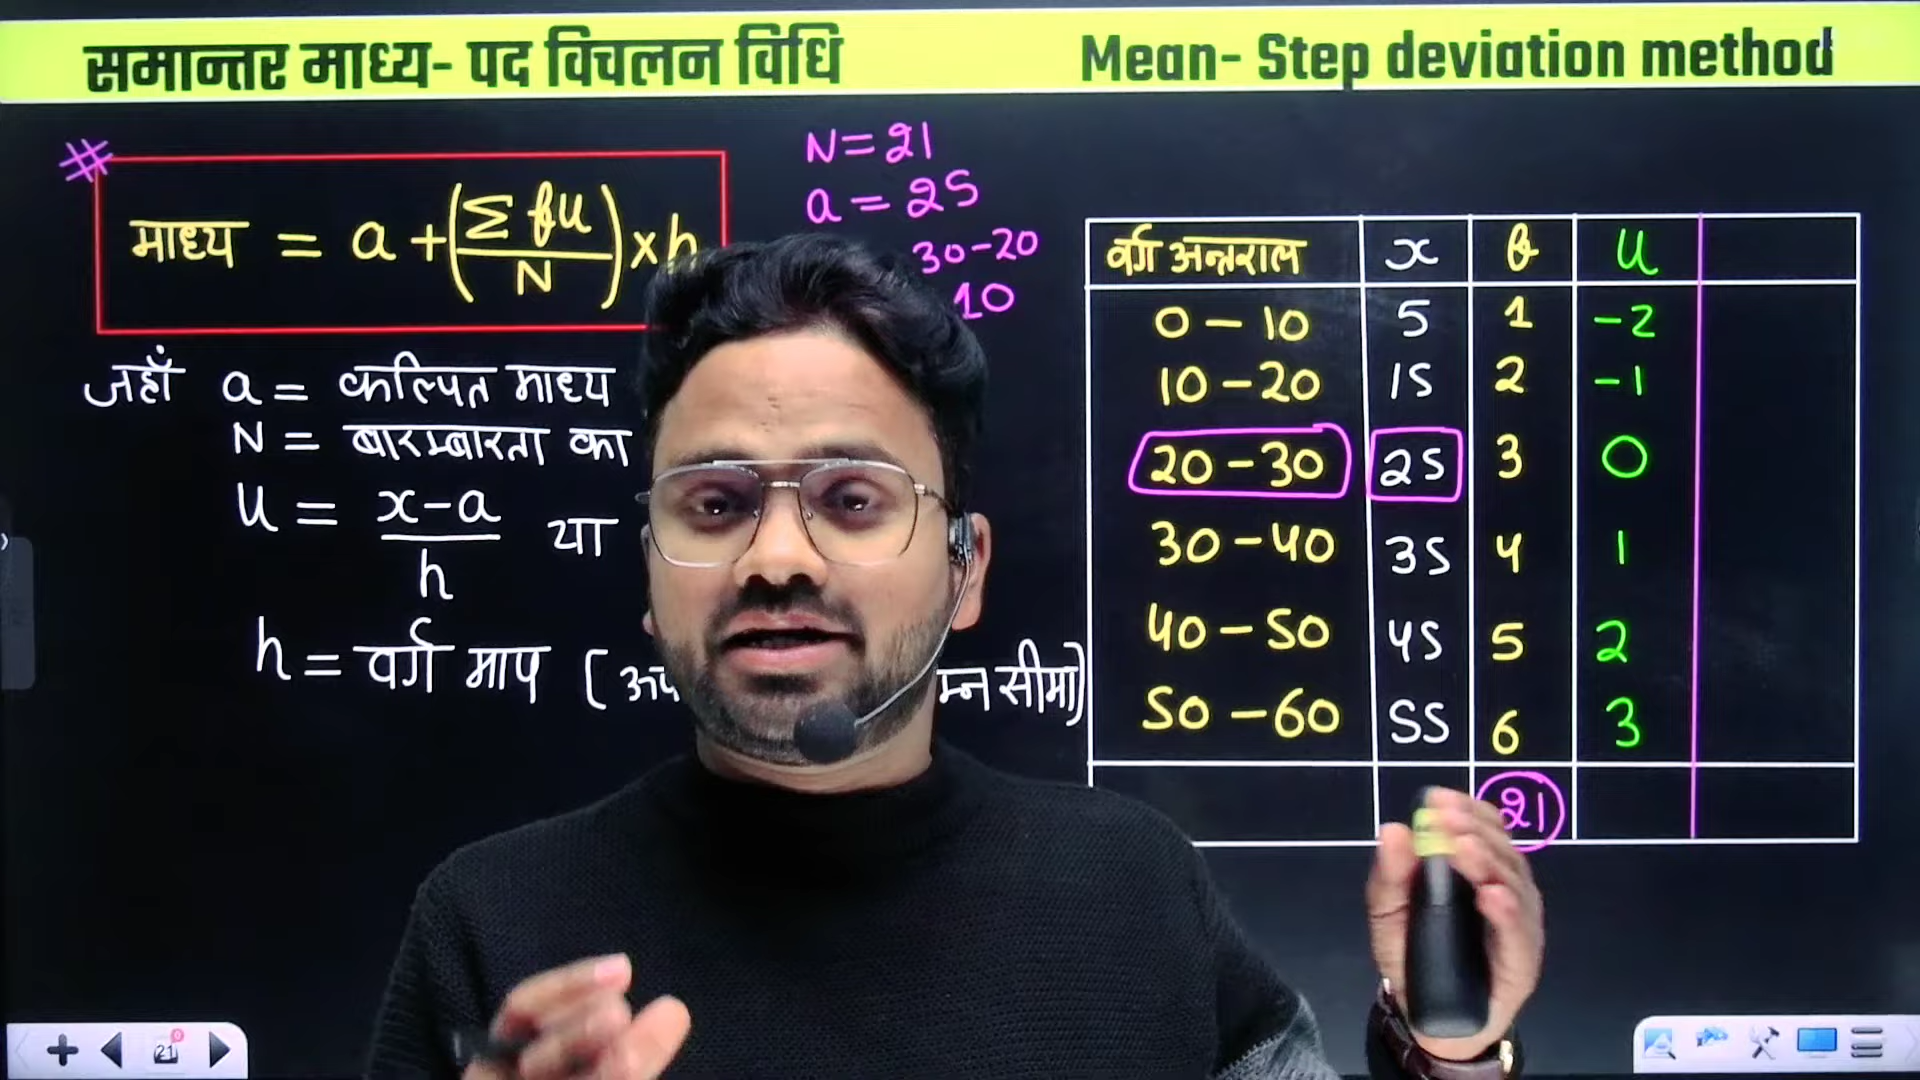 समान्तर माध्य- पद विचलन विधि
Mean- Step deviation method
माध्य = a + (Σfu/N) × h
जहाँ a = कल्पित माध्य
N = बारम्बारता का
u = x-a/h या
h = वर्ग माप ( सीमा)
N = 21
a = 25
30-20
10
वर्ग अन्तराल x f u
0 - 10 5 1 -2
10 - 20 15 2 -1
20 - 30 25 3 0
30 - 40 35 4 1
40 - 50 45 5 2
50 - 60 55 6 3
21
21